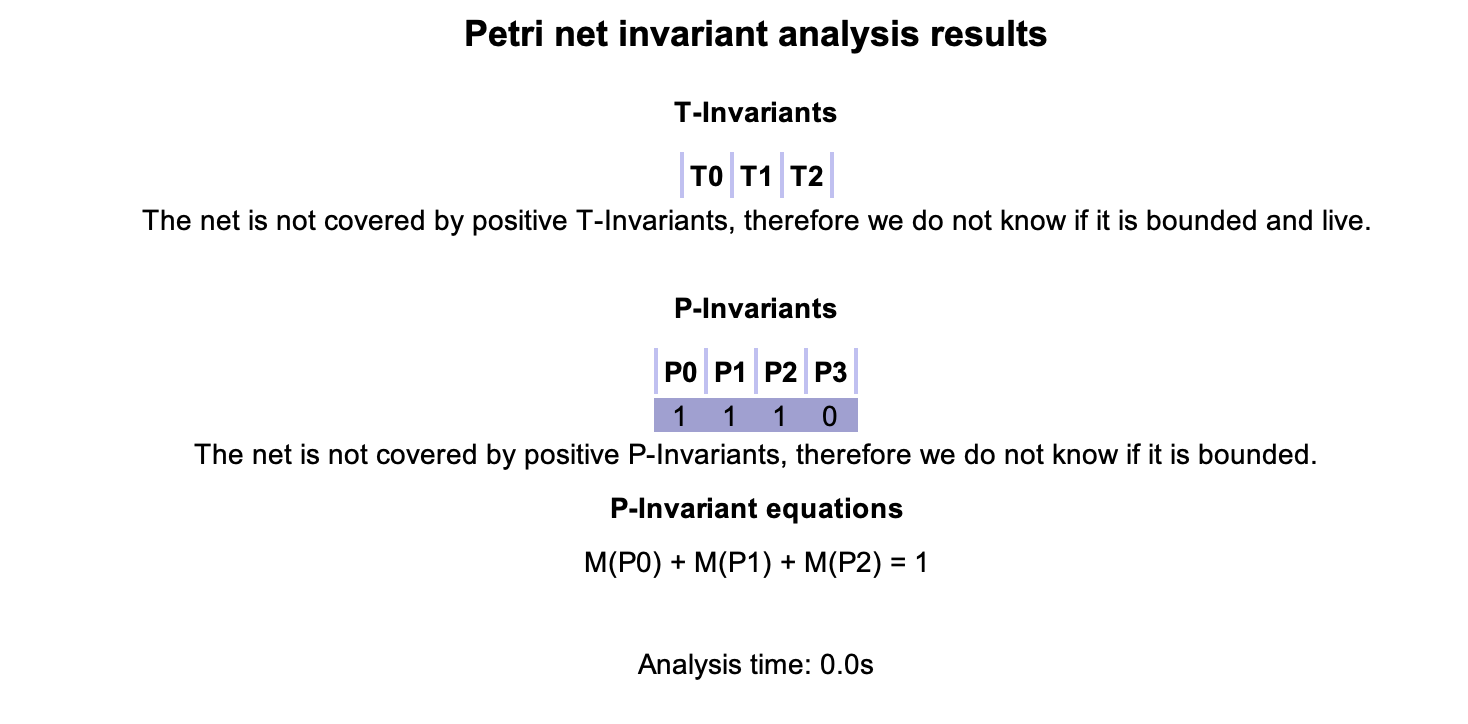 Petri net invariant analysis results
T-Invariants
T0 T1 T2
The net is not covered by positive T-Invariants, therefore we do not know if it is bounded and live.
P-Invariants
P0 P1 P2 P3
1 1 1 0
The net is not covered by positive P-Invariants, therefore we do not know if it is bounded.
P-Invariant equations
M(P0) + M(P1) + M(P2) = 1
Analysis time: 0.0s